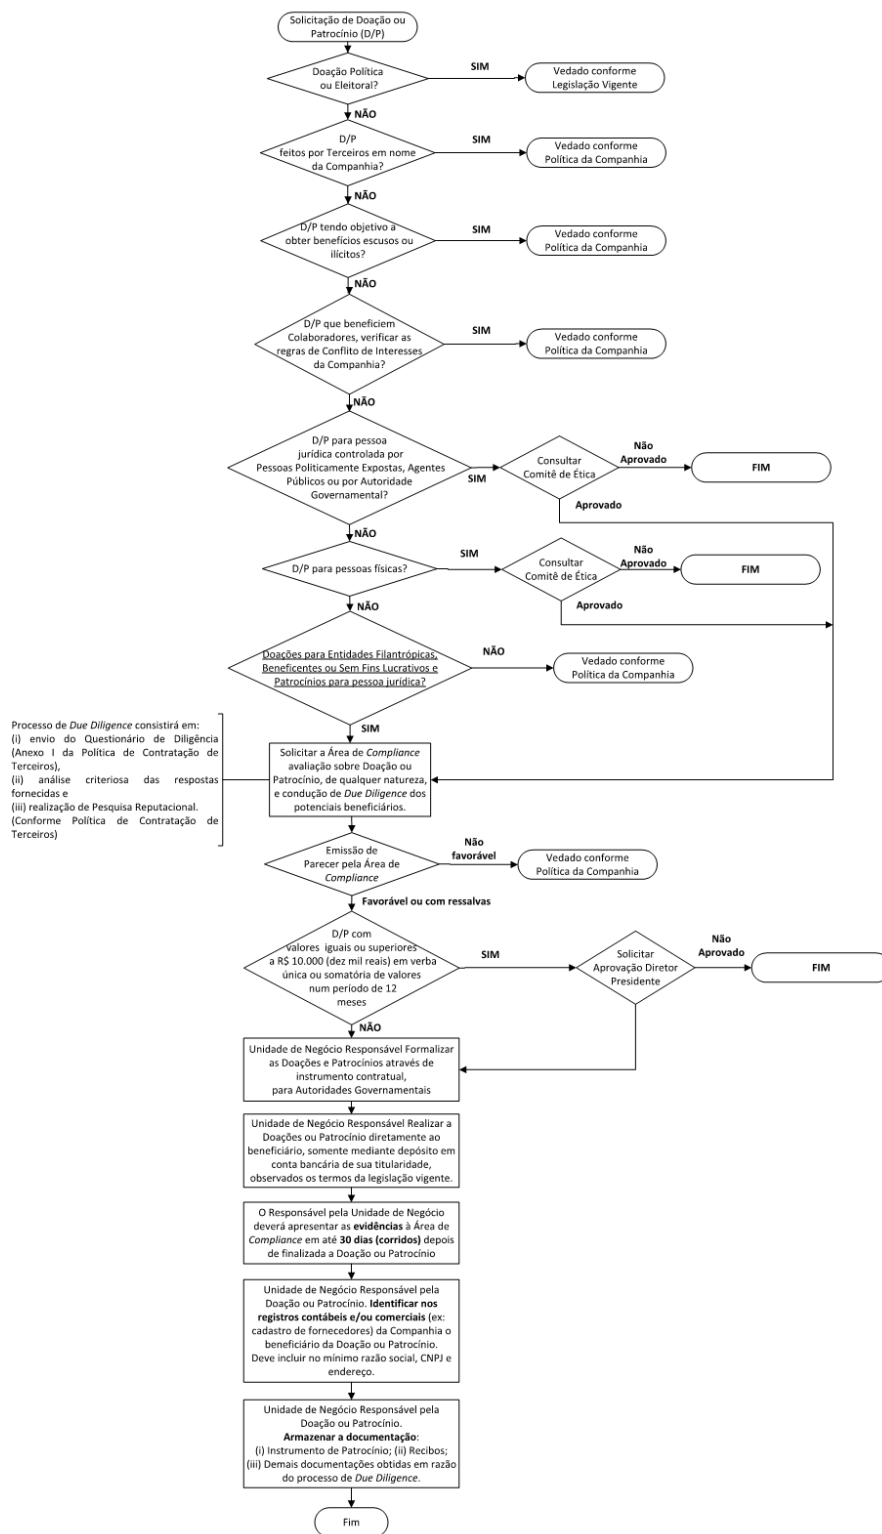 Solicitação de Doação ou
Patrocínio (D/P)
Doação Política
ou Eleitoral?
SIM
Vedado conforme
Legislação Vigente
NÃO
D/P
feitos por Terceiros em nome
da Companhia?
SIM
Vedado conforme
Política da Companhia
NÃO
D/P tendo objetivo a
obter benefícios escusos ou
ilícitos?
SIM
Vedado conforme
Política da Companhia
NÃO
D/P que beneficiem
Colaboradores, verificar as
regras de Conflito de Interesses
da Companhia?
SIM
Vedado conforme
Política da Companhia
NÃO
D/P para pessoa
jurídica controlada por
Pessoas Politicamente Expostas, Agentes
Públicos ou por Autoridade
Governamental?
SIM
Consultar
Comitê de Ética
Não
Aprovado
FIM
Aprovado
NÃO
D/P para pessoas físicas?
SIM
Consultar
Comitê de Ética
Não
Aprovado
FIM
Aprovado
NÃO
Doações para Entidades Filantrópicas,
Beneficentes ou Sem Fins Lucrativos e
Patrocínios para pessoa jurídica?
NÃO
Vedado conforme
Política da Companhia
SIM
Processo de Due Diligence consistirá em:
(i) envio do Questionário de Diligência
(Anexo I da Política de Contratação de
Terceiros),
(ii) análise criteriosa das respostas
fornecidas e
(iii) realização de Pesquisa Reputacional.
(Conforme Política de Contratação de
Terceiros)
Solicitar a Área de Compliance
avaliação sobre Doação ou
Patrocínio, de qualquer natureza,
e condução de Due Diligence dos
potenciais beneficiários.
Emissão de
Parecer pela Área de
Compliance
Não
favorável
Vedado conforme
Política da Companhia
Favorável ou com ressalvas
D/P com
valores iguais ou superiores
a R$ 10.000 (dez mil reais) em verba
única ou somatória de valores
num período de 12
meses
SIM
Solicitar
Aprovação Diretor
Presidente
Não
Aprovado
FIM
NÃO
Unidade de Negócio Responsável Formalizar
as Doações e Patrocínios através de
instrumento contratual,
para Autoridades Governamentais
Unidade de Negócio Responsável Realizar a
Doações ou Patrocínio diretamente ao
beneficiário, somente mediante depósito em
conta bancária de sua titularidade,
observados os termos da legislação vigente.
O Responsável pela Unidade de Negócio
deverá apresentar as evidências à Área de
Compliance em até 30 dias (corridos) depois
de finalizada a Doação ou Patrocínio
Unidade de Negócio Responsável pela
Doação ou Patrocínio. Identificar nos
registros contábeis e/ou comerciais (ex:
cadastro de fornecedores) da Companhia o
beneficiário da Doação ou Patrocínio.
Deve incluir no mínimo razão social, CNPJ e
endereço.
Unidade de Negócio Responsável pela
Doação ou Patrocínio.
Armazenar a documentação:
(i) Instrumento de Patrocínio; (ii) Recibos;
(iii) Demais documentações obtidas em razão
do processo de Due Diligence.
Fim